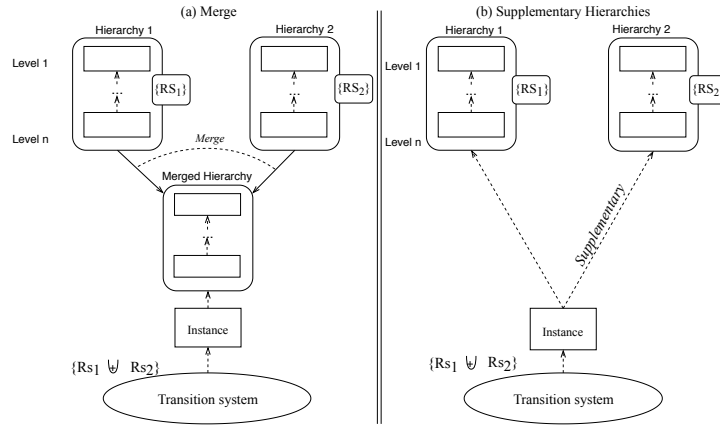 (a) Merge
Hierarchy 1
Hierarchy 2
Level 1
...
{RS1}
...
{RS2}
Level n
Merge
Merged Hierarchy
...
Instance
{Rs1 ⊎ Rs2}
Transition system
(b) Supplementary Hierarchies
Hierarchy 1
Hierarchy 2
Level 1
...
{RS1}
...
{RS2
Level n
Supplementary
Instance
{Rs1 ⊎ Rs2}
Transition system